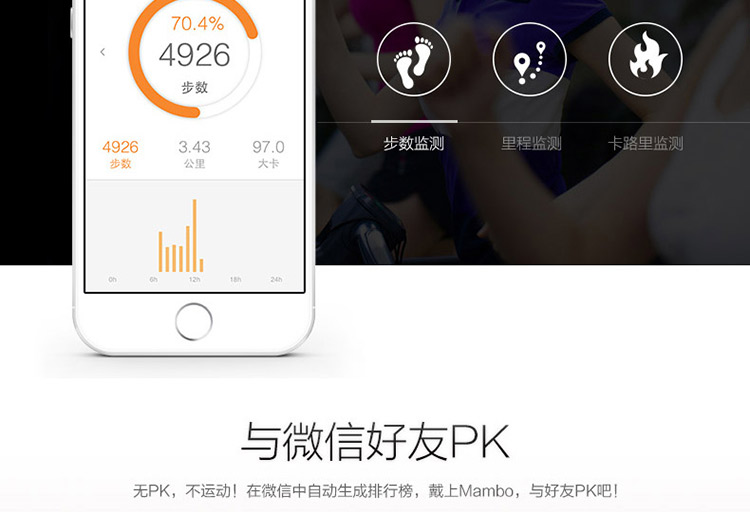 70.4%
4926
步数
4926 3.43 97.0
步数 公里 大卡
0h 6h 12h 18h 24h
步数监测 里程监测 卡路里监测
与微信好友PK
无PK，不运动！在微信中自动生成排行榜，戴上Mambo，与好友PK吧！